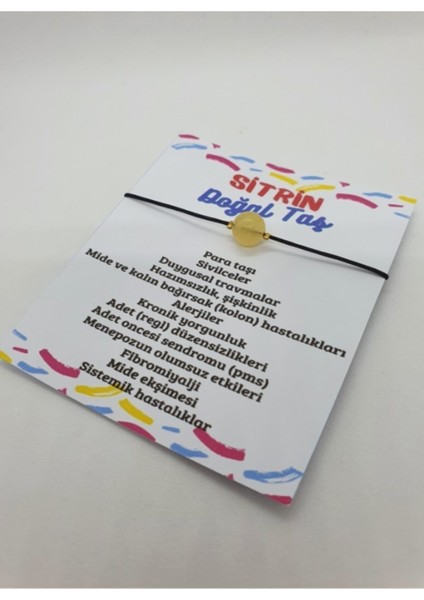 SİTRİN
Doğal Taş
Para taşı
Sivilceler
Duygusal travmalar
Hazımsızlık, şişkinlik
Mide ve kalın bağırsak (kolon) hastalıkları
Alerjiler
Kronik yorgunluk
Adet (regl) düzensizlikleri
Adet öncesi sendromu (pms)
Menepozun olumsuz etkileri
Fibromiyalji
Mide ekşimesi
Sistemik hastalıklar